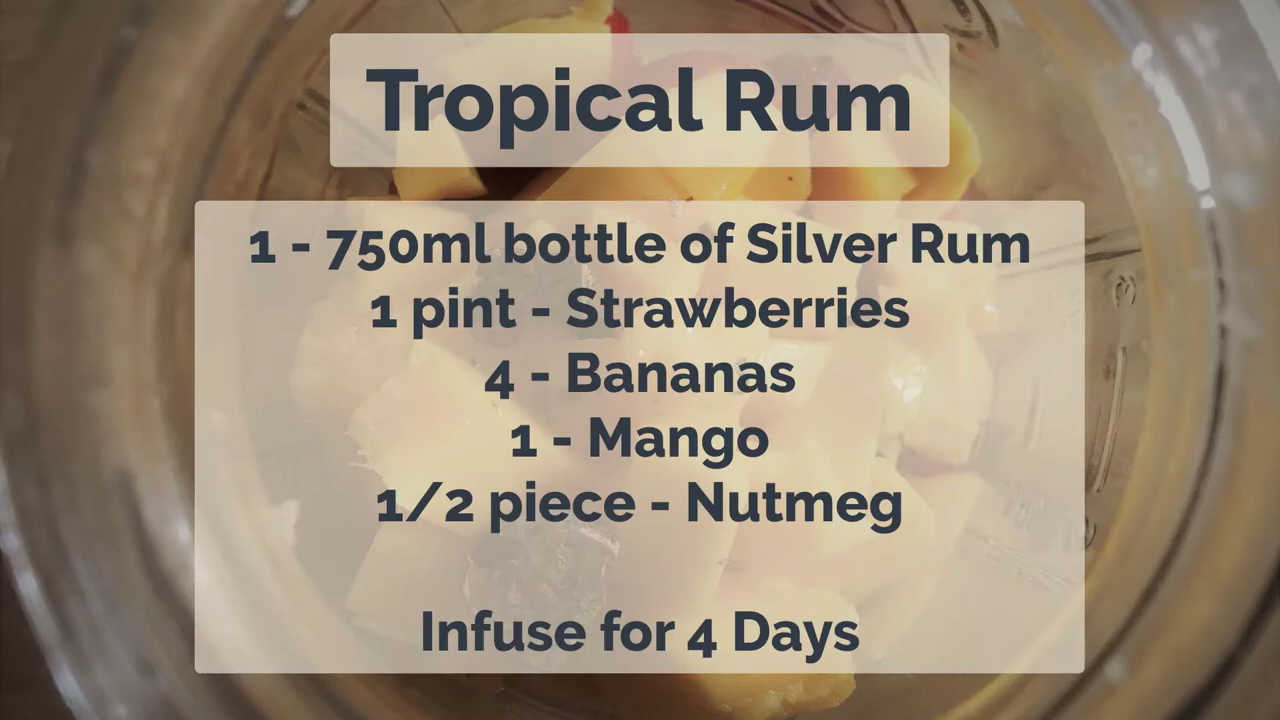 Tropical Rum
1 - 750ml bottle of Silver Rum
1 pint - Strawberries
4 - Bananas
1 - Mango
1/2 piece - Nutmeg
Infuse for 4 Days